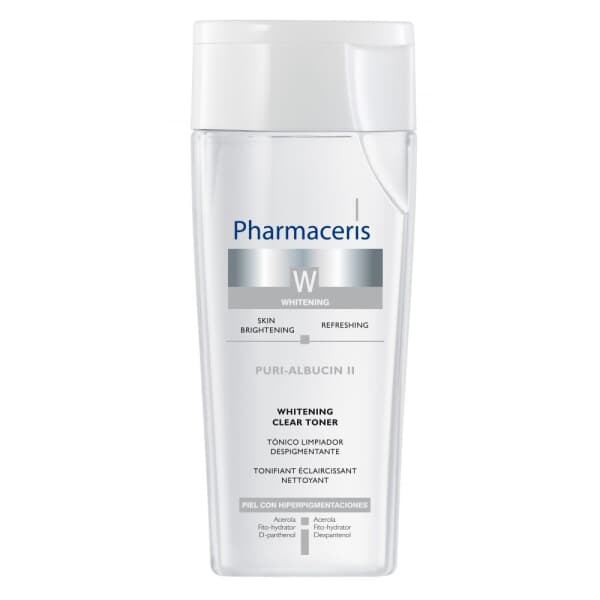 Pharmaceris
W
WHITENING
SKIN
BRIGHTENING
REFRESHING
PURI-ALBUCIN II
WHITENING
CLEAR TONER
TÓNICO LIMPIADOR
DESPIGMENTANTE
TONIFIANT ÉCLAIRCISSANT
NETTOYANT
PIEL CON HIPERPIGMENTACIONES
Acerola
Fito-hydrator
D-panthenol
Acerola
Fito-hydrator
Dexpantenol